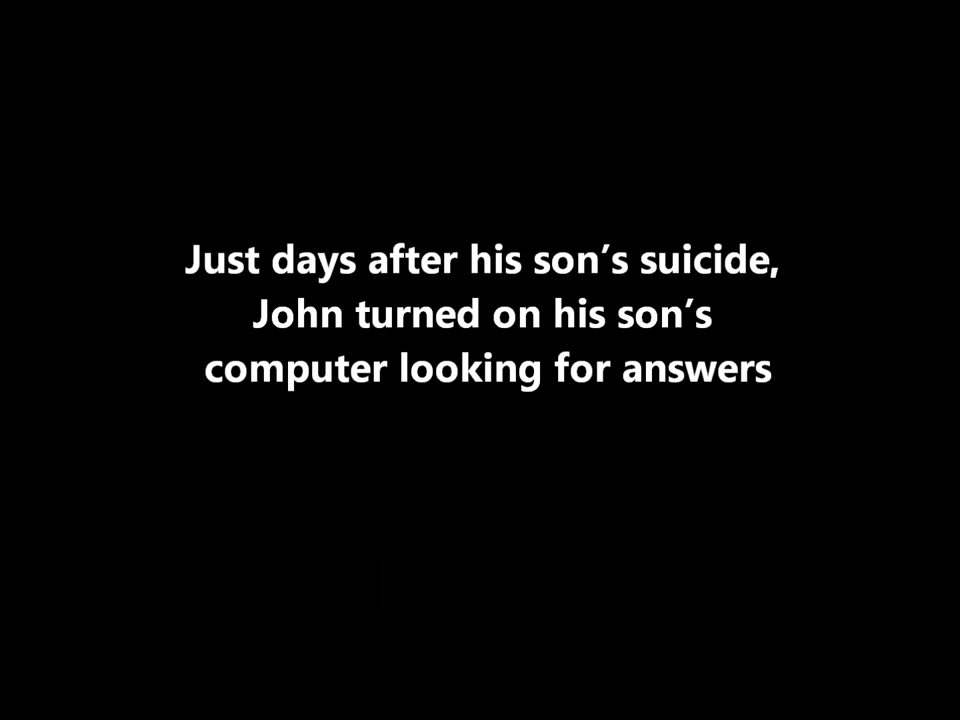 Just days after his son’s suicide,
John turned on his son’s
computer looking for answers